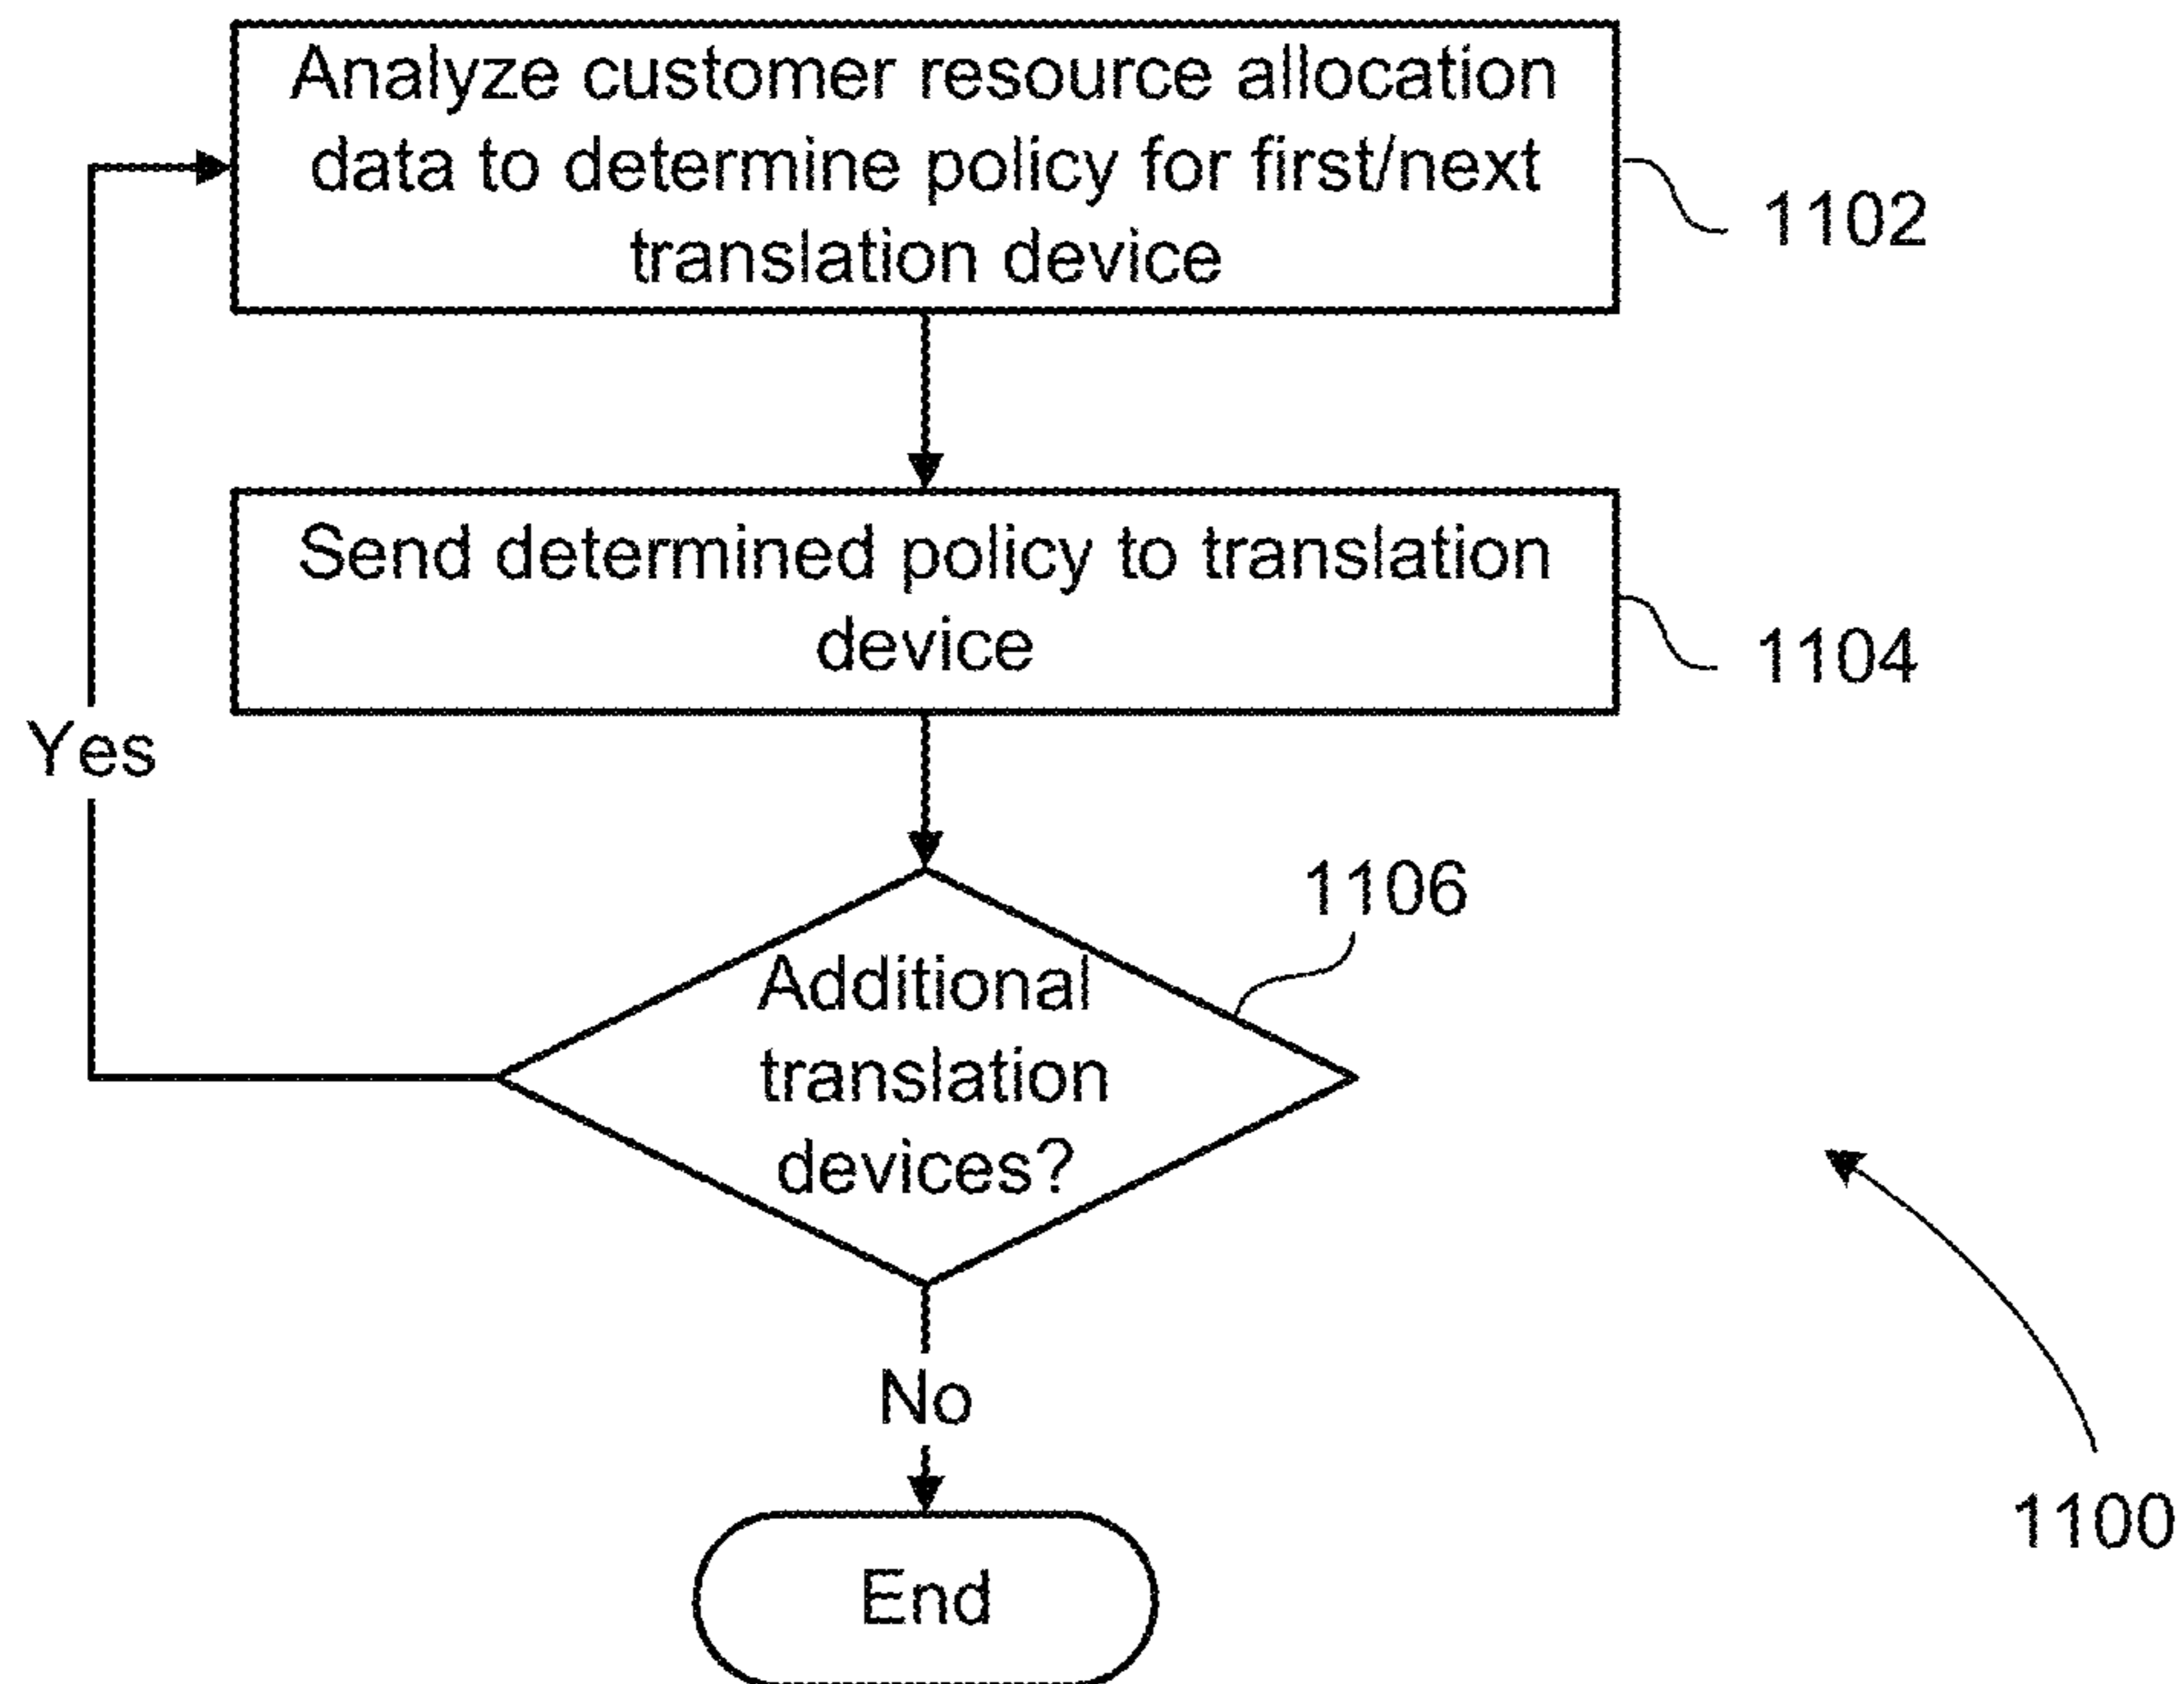 Analyze customer resource allocation
data to determine policy for first/next
translation device
1102
Send determined policy to translation
device
1104
Yes
1106
Additional
translation
devices?
No
1100
End